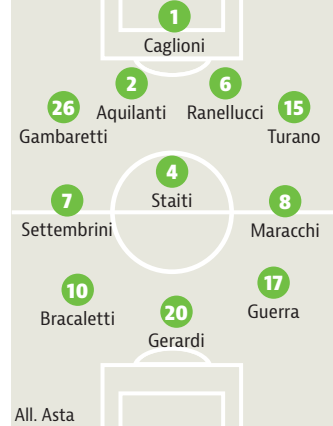 1
Caglioni
2
6
Aquilanti
Ranellucci
26
15
Gambaretti
Turano
4
Staiti
7
8
Settembrini
Maracchi
10
17
Bracaletti
Guerra
20
Gerardi
All. Asta